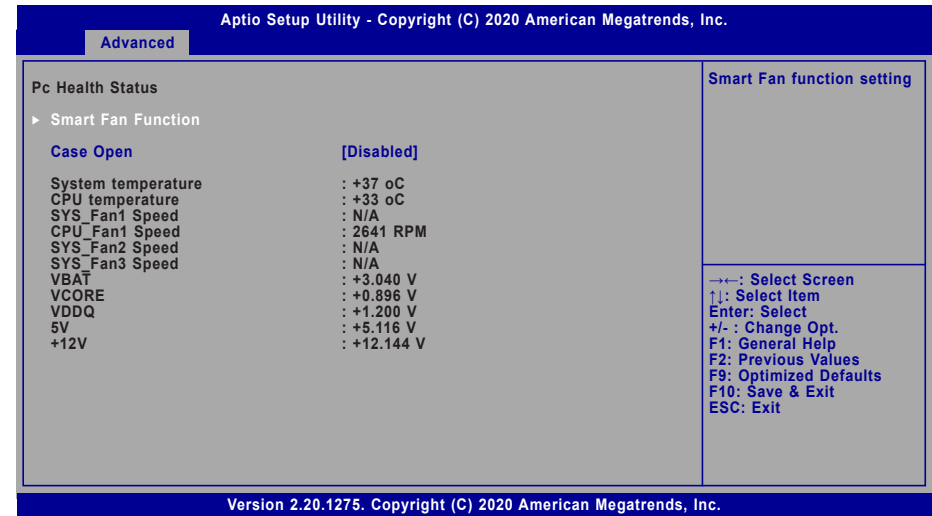 Aptio Setup Utility - Copyright (C) 2020 American Megatrends, Inc.
Advanced
Pc Health Status
▶ Smart Fan Function
Case Open [Disabled]
System temperature : +37 oC
CPU temperature : +33 oC
SYS_Fan1 Speed : N/A
CPU_Fan1 Speed : 2641 RPM
SYS_Fan2 Speed : N/A
SYS_Fan3 Speed : N/A
VBAT : +3.040 V
VCORE : +0.896 V
VDDQ : +1.200 V
5V : +5.116 V
+12V : +12.144 V
Smart Fan function setting
→←: Select Screen
↑↓: Select Item
Enter: Select
+/- : Change Opt.
F1: General Help
F2: Previous Values
F9: Optimized Defaults
F10: Save & Exit
ESC: Exit
Version 2.20.1275. Copyright (C) 2020 American Megatrends, Inc.